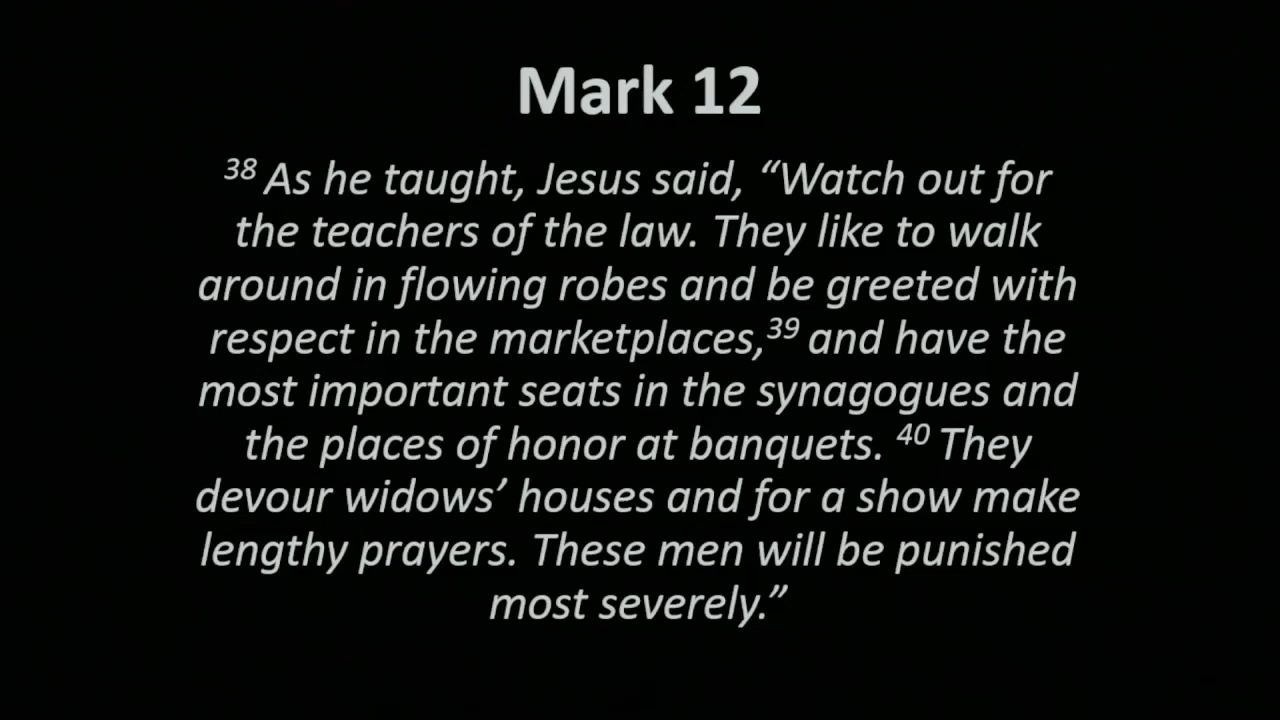 Mark 12
38 As he taught, Jesus said, “Watch out for
the teachers of the law. They like to walk
around in flowing robes and be greeted with
respect in the marketplaces,39 and have the
most important seats in the synagogues and
the places of honor at banquets. 40 They
devour widows’ houses and for a show make
lengthy prayers. These men will be punished
most severely.”